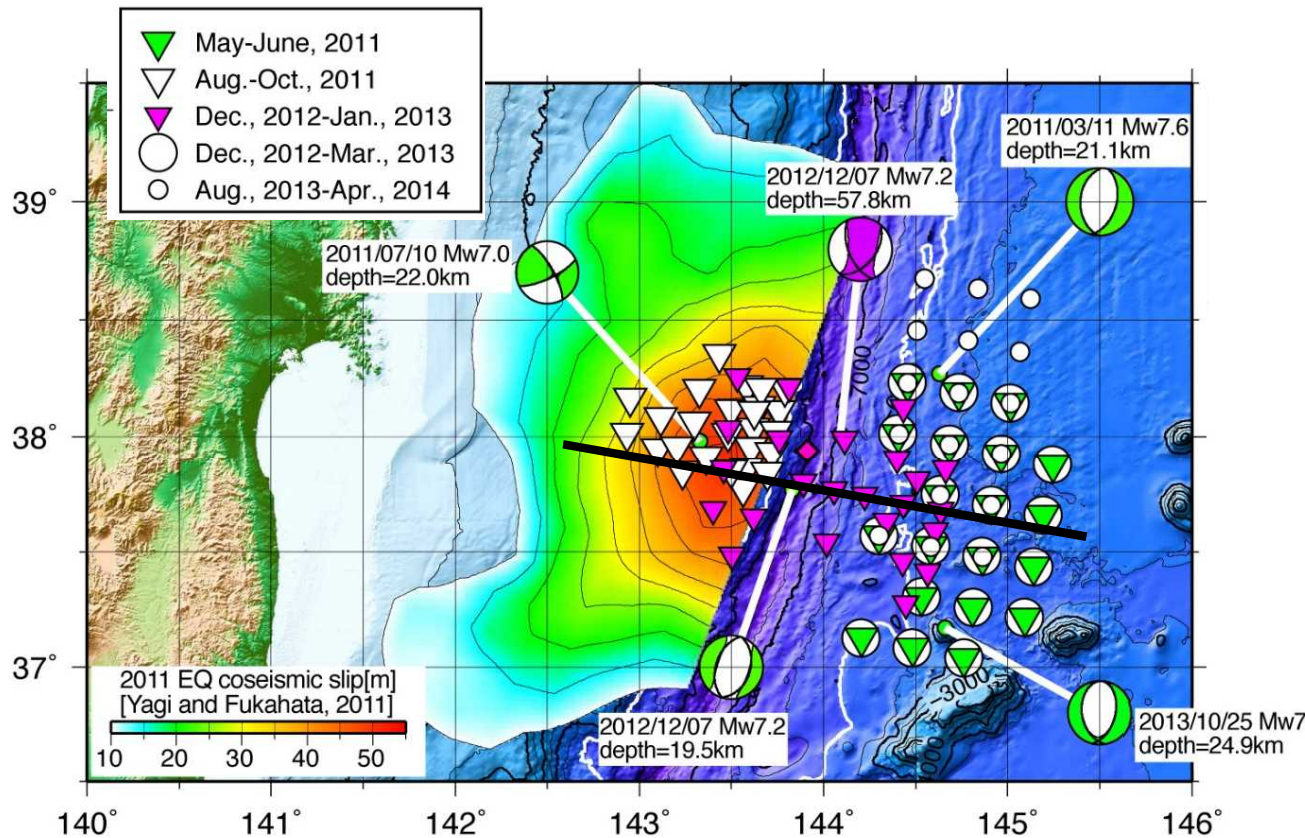 May-June, 2011
Aug.-Oct., 2011
Dec., 2012-Jan., 2013
Dec., 2012-Mar., 2013
Aug., 2013-Apr., 2014
2011/03/11 Mw7.6
depth=21.1km
2012/12/07 Mw7.2
depth=57.8km
2011/07/10 Mw7.0
depth=22.0km
39˚
38˚
37˚
7000
3000
2011 EQ coseismic slip[m]
[Yagi and Fukahata, 2011]
10 20 30 40 50
2012/12/07 Mw7.2
depth=19.5km
2013/10/25 Mw7
depth=24.9km
140˚ 141˚ 142˚ 143˚ 144˚ 145˚ 146˚